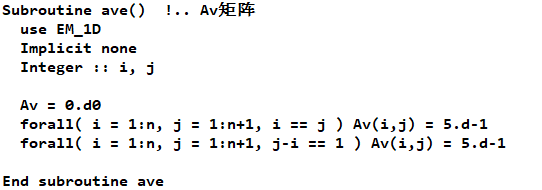 Subroutine ave()  !.. Av矩阵
  use EM_1D
  Implicit none
  Integer :: i, j

  Av = 0.d0
  forall( i = 1:n, j = 1:n+1, i == j ) Av(i,j) = 5.d-1
  forall( i = 1:n, j = 1:n+1, j-i == 1 ) Av(i,j) = 5.d-1

End subroutine ave